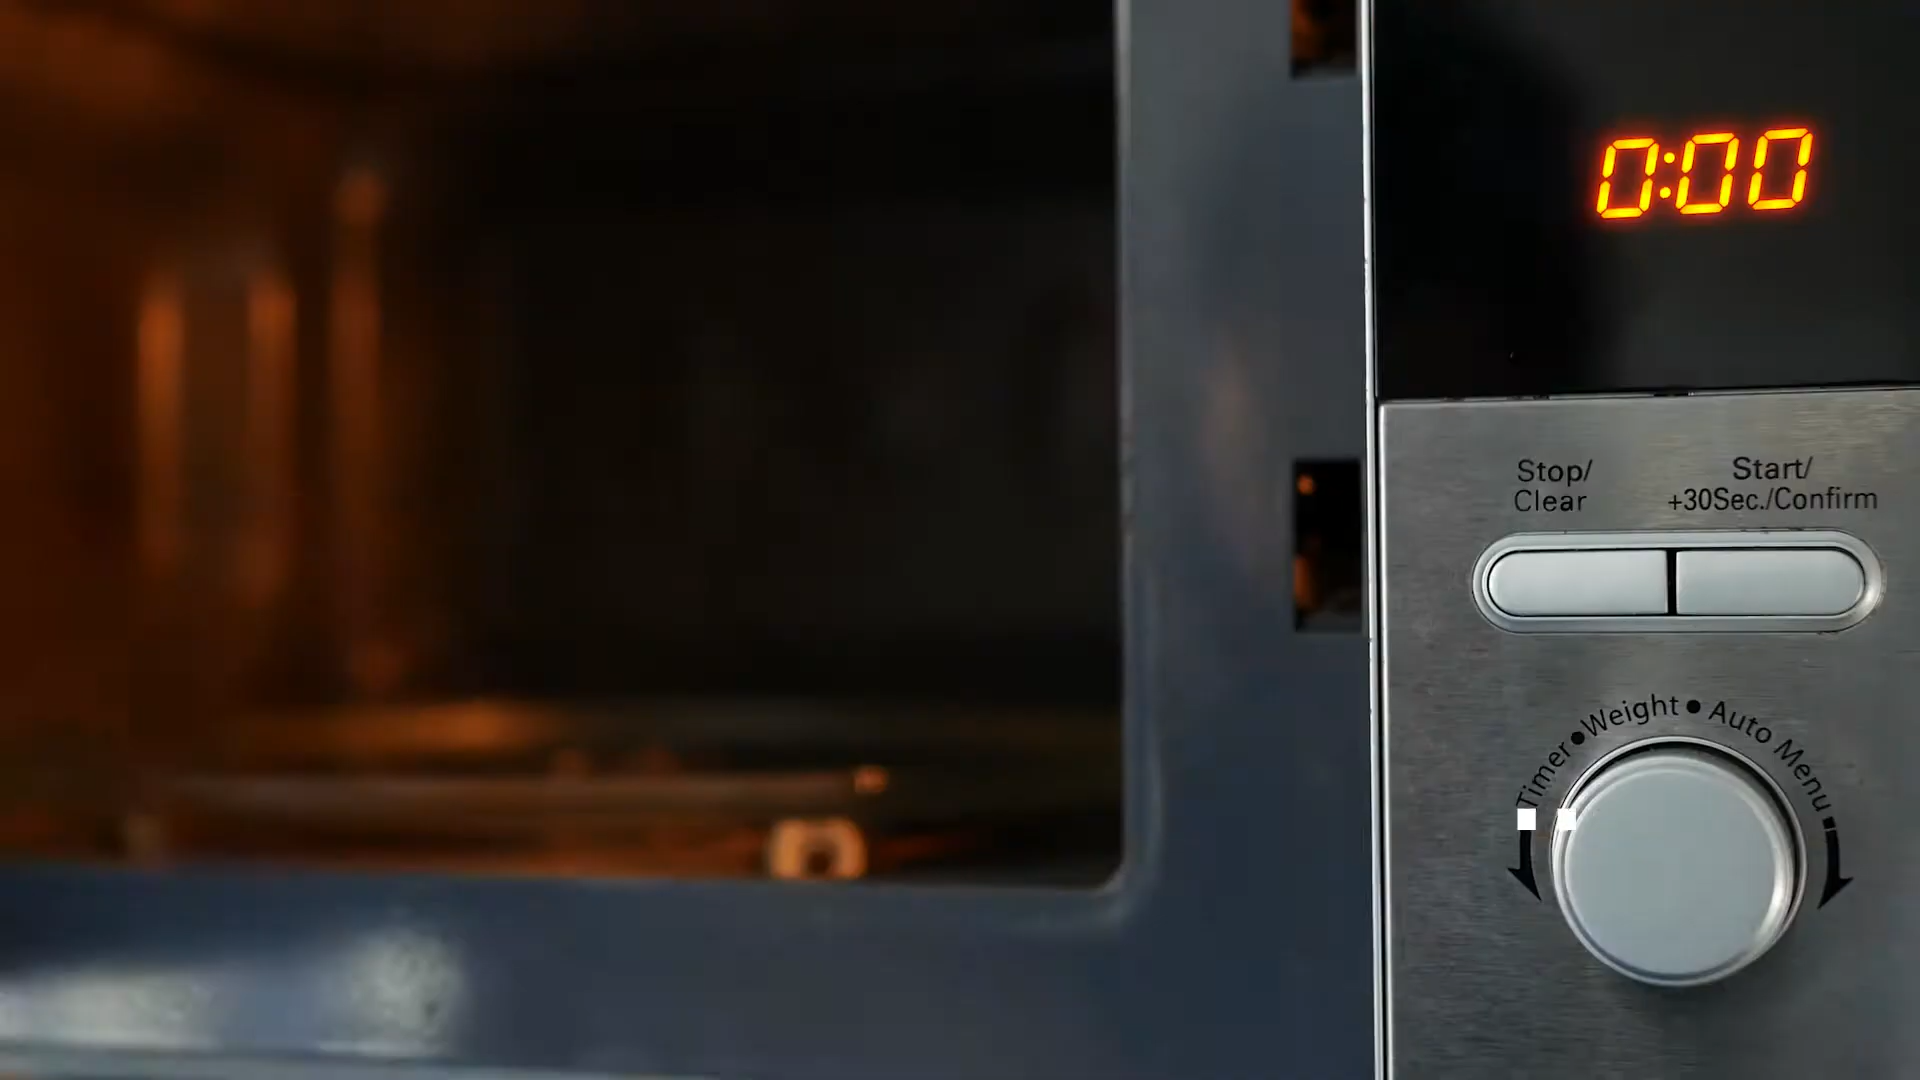 0:00
Stop/
Clear
Start/
+30Sec./Confirm
Timer•Weight•Auto Menu